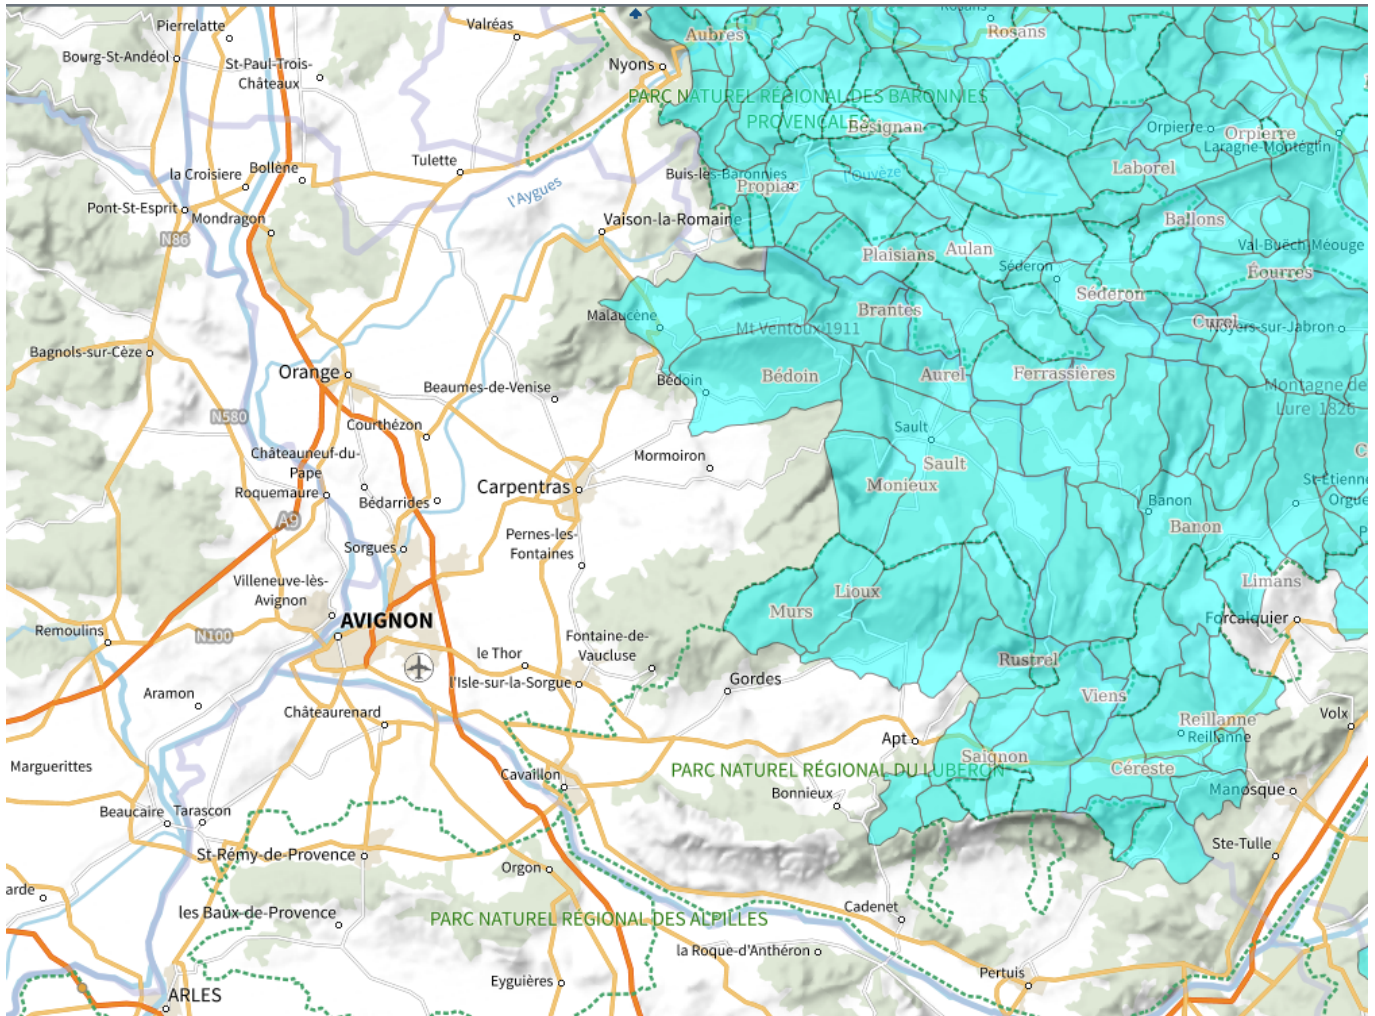 Pierrelatte
Valréas
Rosans
Aubres
Rosans
Bourg-St-Andéol
St-Paul-Trois-
Châteaux
Nyons
PARC NATUREL RÉGIONAL DES BARONNIES
PROVENÇALES
Bésignan
Orpierre
Orpierre
Laragne-Montéglin
la Croisiere
Bollène
Tulette
Buis-les-Baronnies
Propiac
l'Ouvèze
Laborel
l'Aygues
Pont-St-Esprit
Mondragon
Vaison-la-Romaine
Ballons
N86
Plaisians
Aulan
Val-Buëch-Méouge
Séderon
Éourres
Séderon
Malaucène
Brantes
Mt Ventoux 1911
Curel
Noyers-sur-Jabron
Bagnols-sur-Cèze
Orange
Beaumes-de-Venise
Bédoin
Bédoin
Aurel
Ferrassières
Montagne de
Lure 1826
N580
Courthézon
Sault
Châteauneuf-du-
Pape
Mormoiron
Sault
C
Roquemaure
Bédarrides
Carpentras
Monieux
Banon
St-Etienne
Orgue
A9
Banon
P
Pernes-les-
Fontaines
Sorgues
Villeneuve-lès-
Avignon
Limans
Lioux
Murs
AVIGNON
Forcalquier
Remoulins
N100
Fontaine-de-
Vaucluse
le Thor
Rustrel
l'Isle-sur-la-Sorgue
Gordes
Aramon
Viens
Châteaurenard
Reillanne
Volx
Reillanne
Apt
Saignon
Marguerittes
Cavaillon
PARC NATUREL RÉGIONAL DU LUBERON
Céreste
Bonnieux
Manosque
Beaucaire
Tarascon
St-Rémy-de-Provence
Ste-Tulle
Orgon
arde
les Baux-de-Provence
PARC NATUREL RÉGIONAL DES ALPILLES
Cadenet
la Roque-d'Anthéron
Eyguières
Pertuis
ARLES